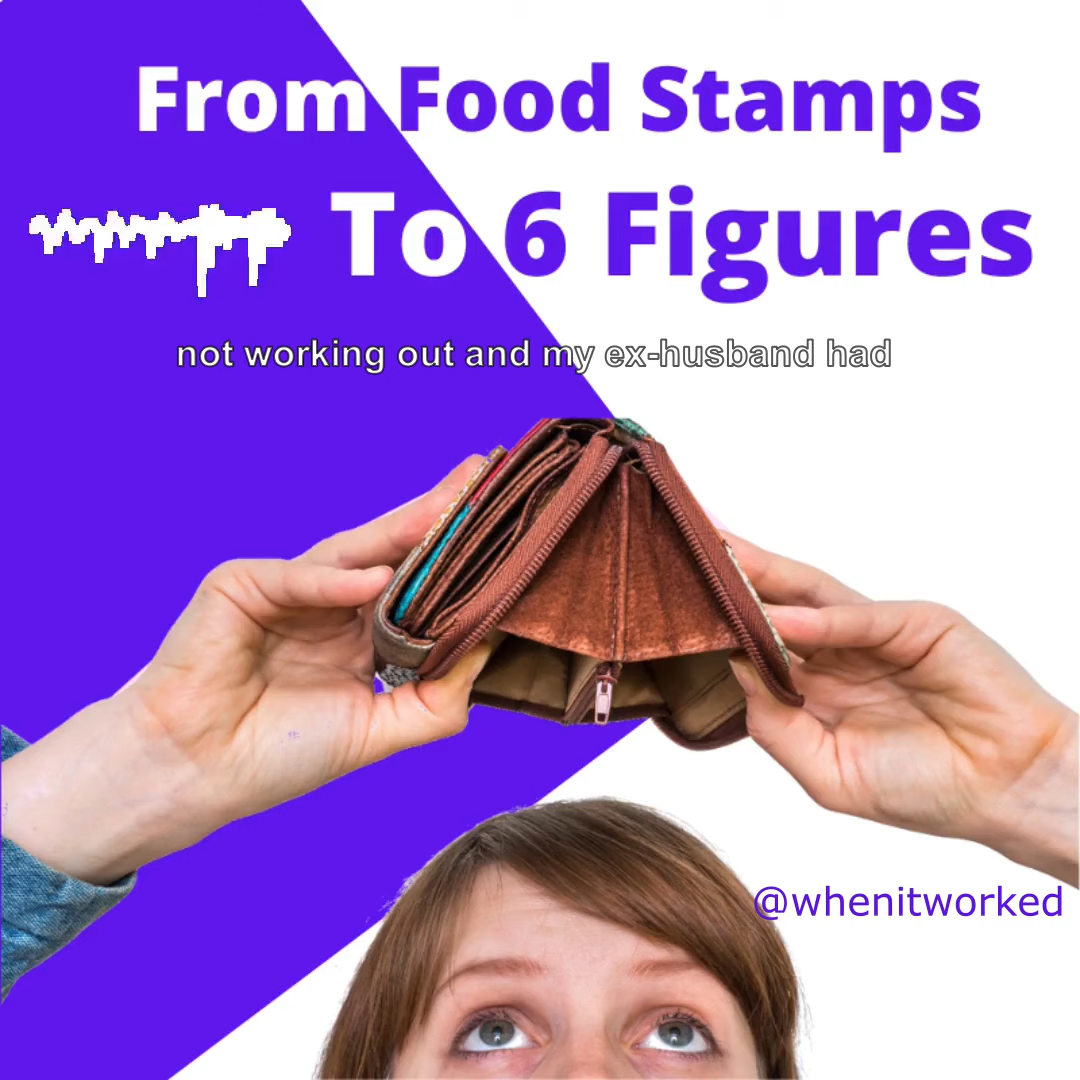 From Food Stamps
To 6 Figures
not working out and my ex-husband had
@whenitworked